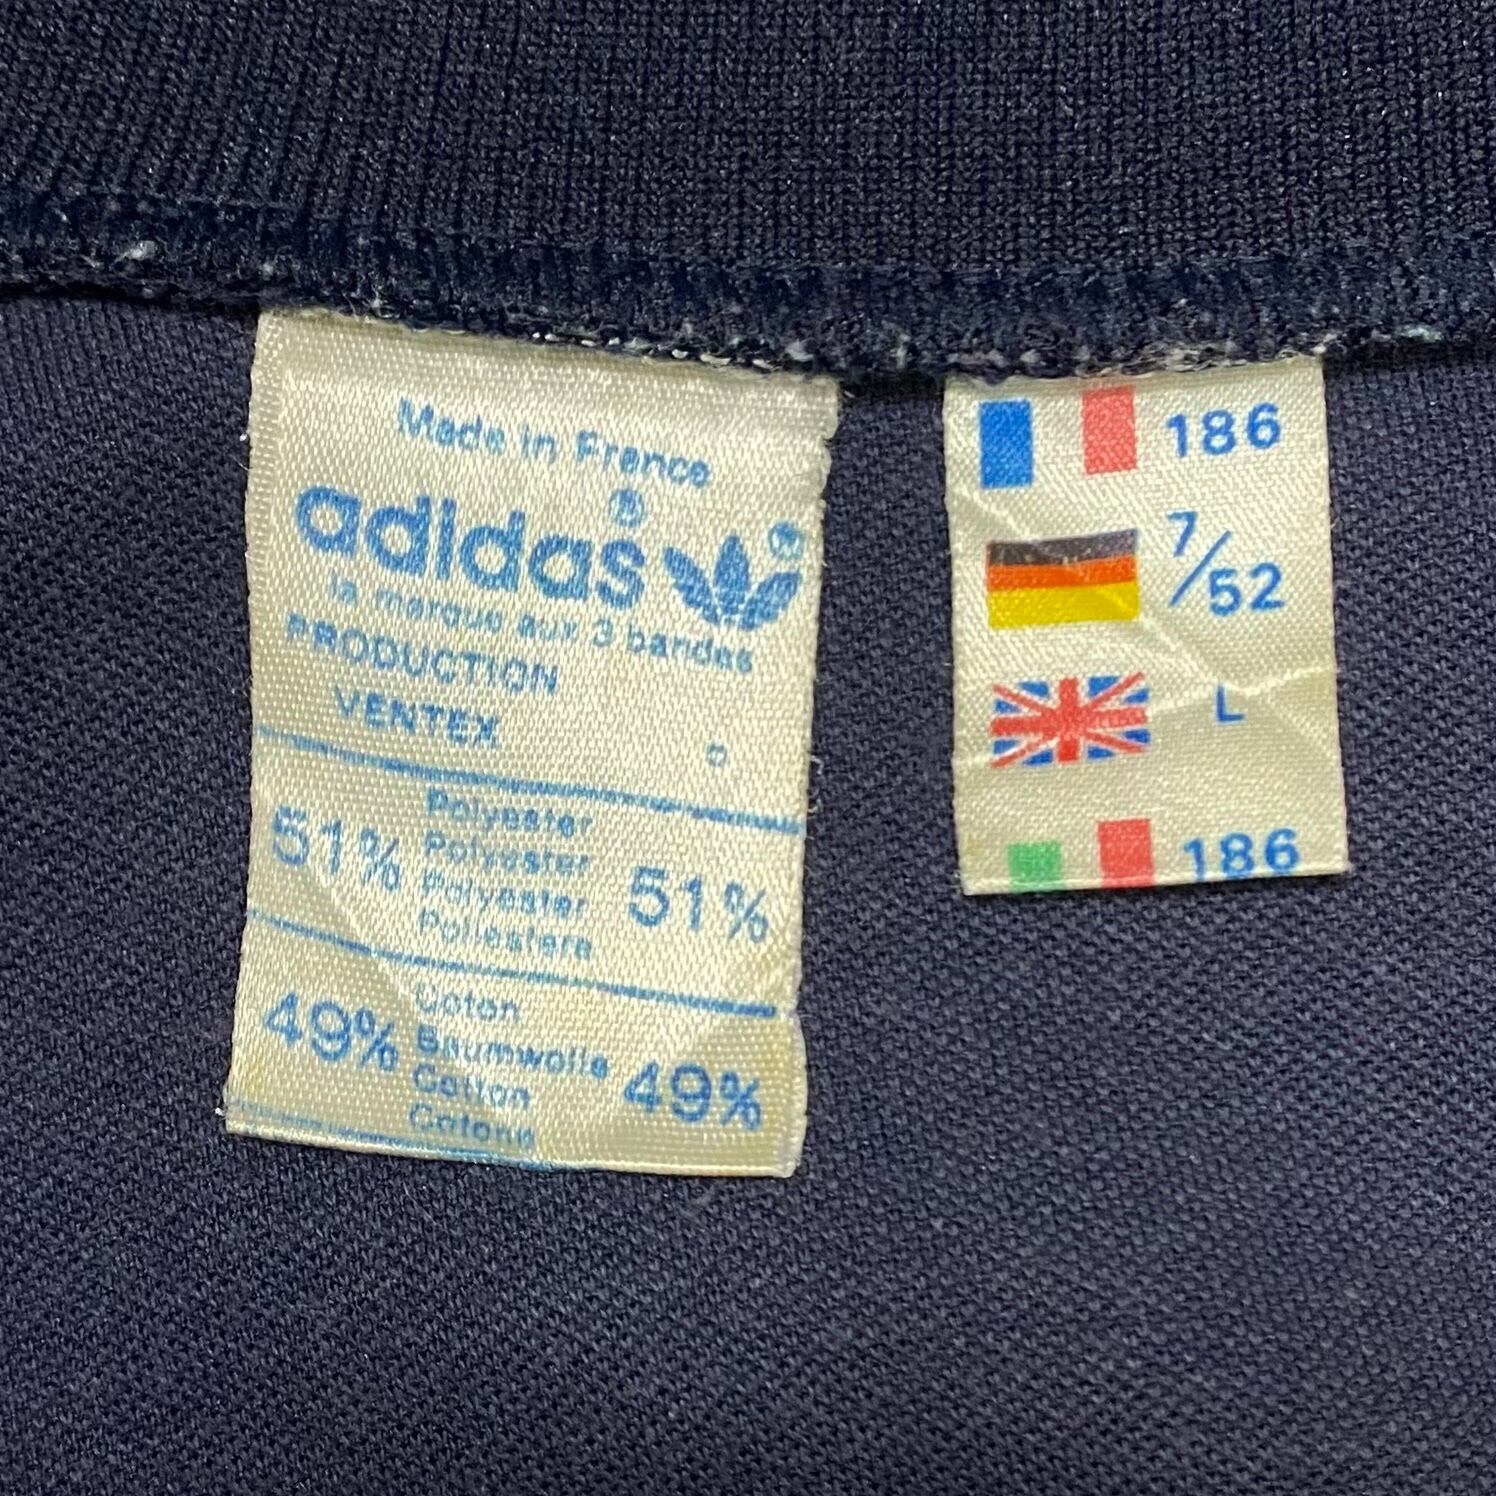 Made in France
®
adidas ®
la marque aux 3 bandes
PRODUCTION
VENTEX
51% Polyester 51%
Polyester
Polyester
Poliestere
49% Coton 49%
Baumwolle
Cotton
Cotone
186
7/52
L
186